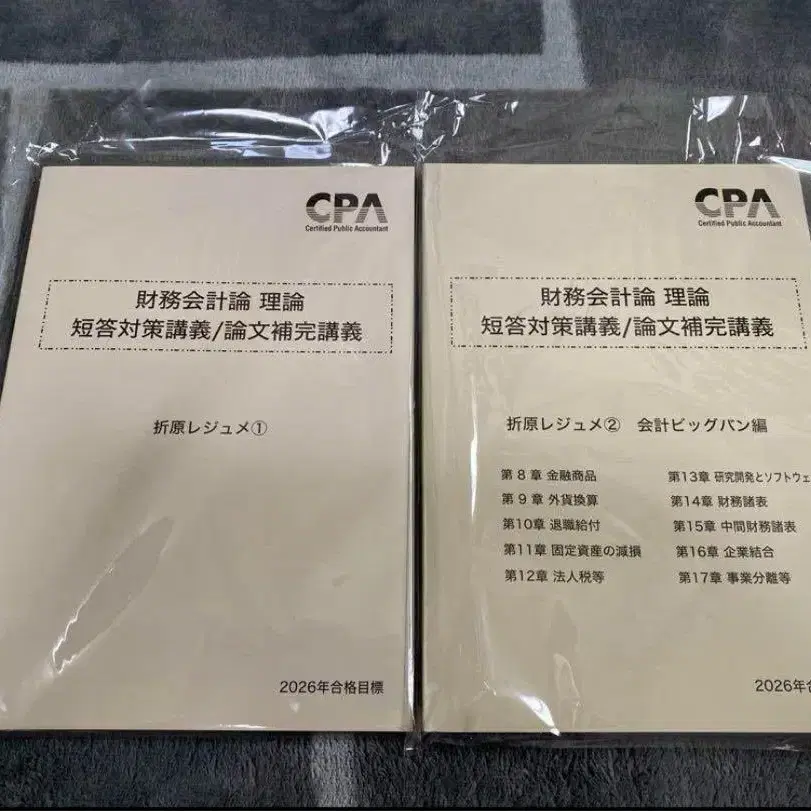 CPA
Certified Public Accountant
財務会計論 理論
短答対策講義/論文補完講義
折原レジュメ①
2026年合格目標
CPA
Certified Public Accountant
財務会計論 理論
短答対策講義/論文補完講義
折原レジュメ② 会計ビッグバン編
第8章 金融商品
第9章 外貨換算
第10章 退職給付
第11章 固定資産の減損
第12章 法人税等
第13章 研究開発とソフトウェ
第14章 財務諸表
第15章 中間財務諸表
第16章 企業結合
第17章 事業分離等
2026年合